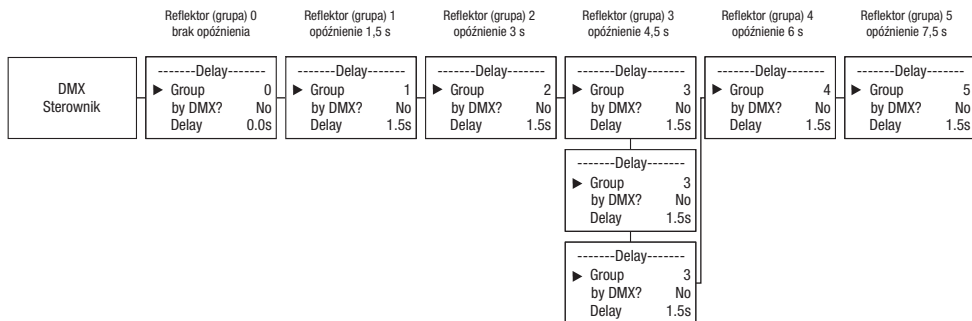 Reflektor (grupa) 0
brak opóźnienia
Reflektor (grupa) 1
opóźnienie 1,5 s
Reflektor (grupa) 2
opóźnienie 3 s
Reflektor (grupa) 3
opóźnienie 4,5 s
Reflektor (grupa) 4
opóźnienie 6 s
Reflektor (grupa) 5
opóźnienie 7,5 s
DMX
Sterownik
-------Delay-------
▶ Group 0
by DMX? No
Delay 0.0s
-------Delay-------
▶ Group 1
by DMX? No
Delay 1.5s
-------Delay-------
▶ Group 2
by DMX? No
Delay 1.5s
-------Delay-------
▶ Group 3
by DMX? No
Delay 1.5s
-------Delay-------
▶ Group 4
by DMX? No
Delay 1.5s
-------Delay-------
▶ Group 5
by DMX? No
Delay 1.5s
-------Delay-------
▶ Group 3
by DMX? No
Delay 1.5s
-------Delay-------
▶ Group 3
by DMX? No
Delay 1.5s